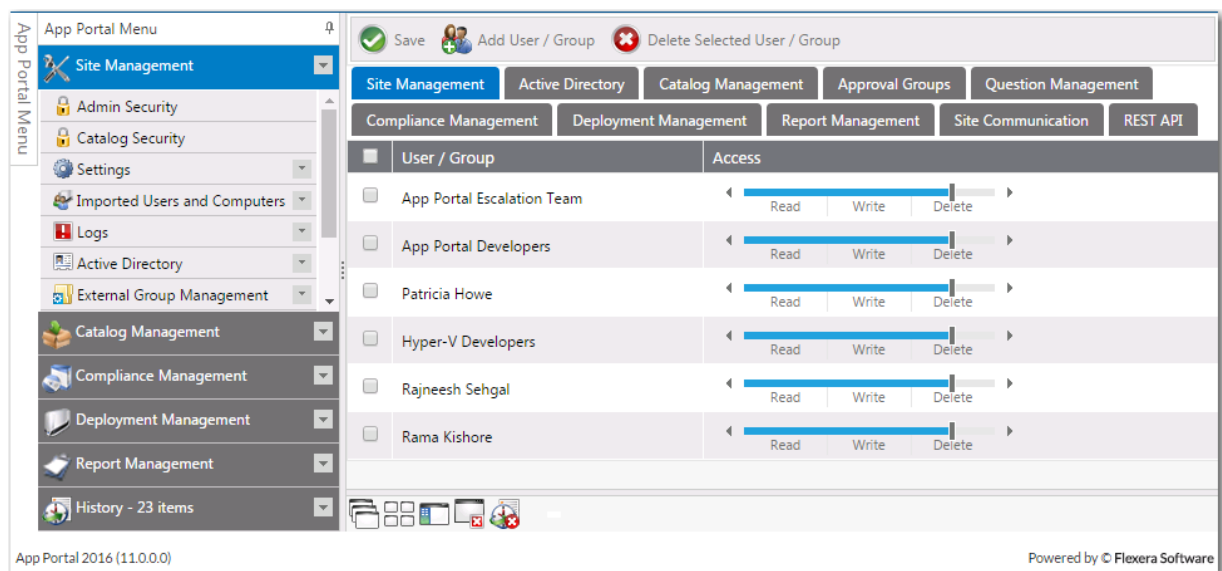 App Portal Menu
App Portal Menu
Site Management
Admin Security
Catalog Security
Settings
Imported Users and Computers
Logs
Active Directory
External Group Management
Catalog Management
Compliance Management
Deployment Management
Report Management
History - 23 items
Save Add User / Group Delete Selected User / Group
Site Management Active Directory Catalog Management Approval Groups Question Management
Compliance Management Deployment Management Report Management Site Communication REST API
User / Group Access
App Portal Escalation Team
Read Write Delete
App Portal Developers
Read Write Delete
Patricia Howe
Read Write Delete
Hyper-V Developers
Read Write Delete
Rajneesh Sehgal
Read Write Delete
Rama Kishore
Read Write Delete
App Portal 2016 (11.0.0.0)
Powered by © Flexera Software